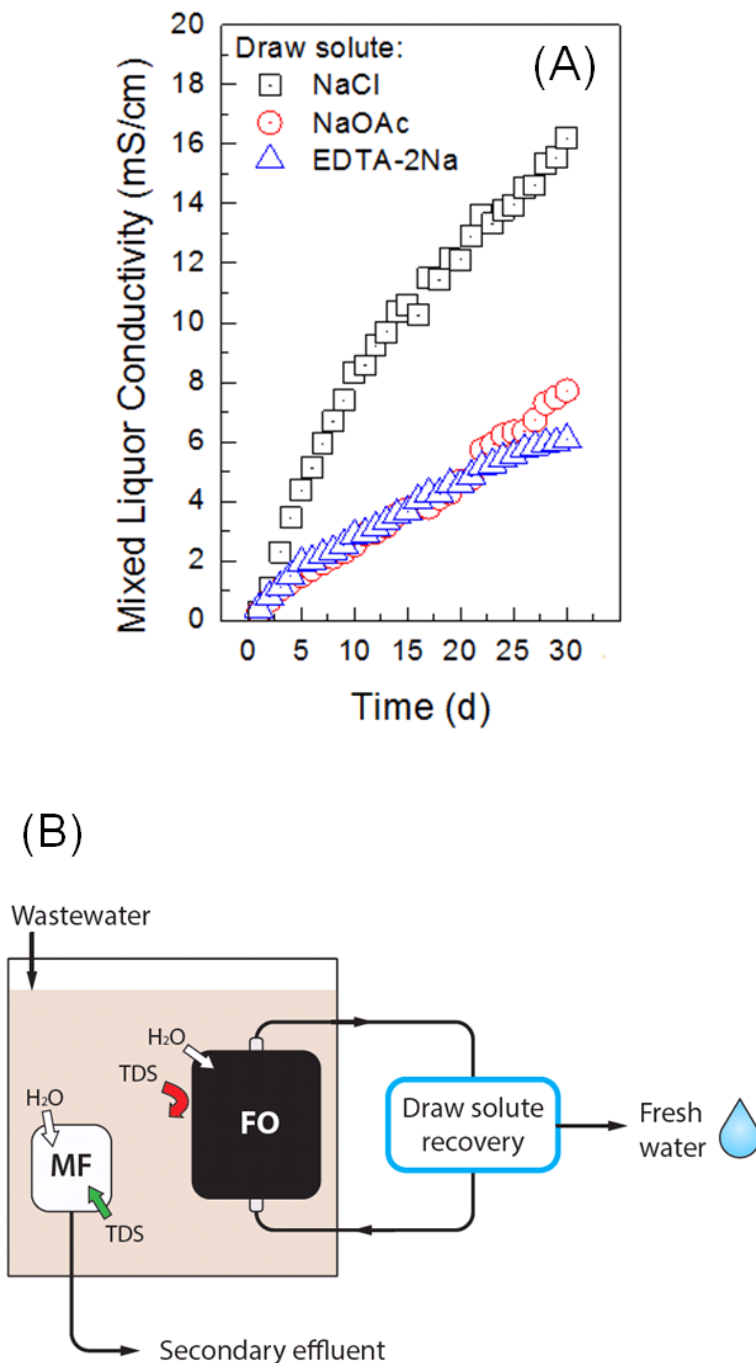 (A)
Draw solute:
NaCl
NaOAc
EDTA-2Na
Mixed Liquor Conductivity (mS/cm)
20
18
16
14
12
10
8
6
4
2
0
0 5 10 15 20 25 30
Time (d)
(B)
Wastewater
H₂O
TDS
FO
H₂O
MF
TDS
Draw solute
recovery
Fresh
water
Secondary effluent